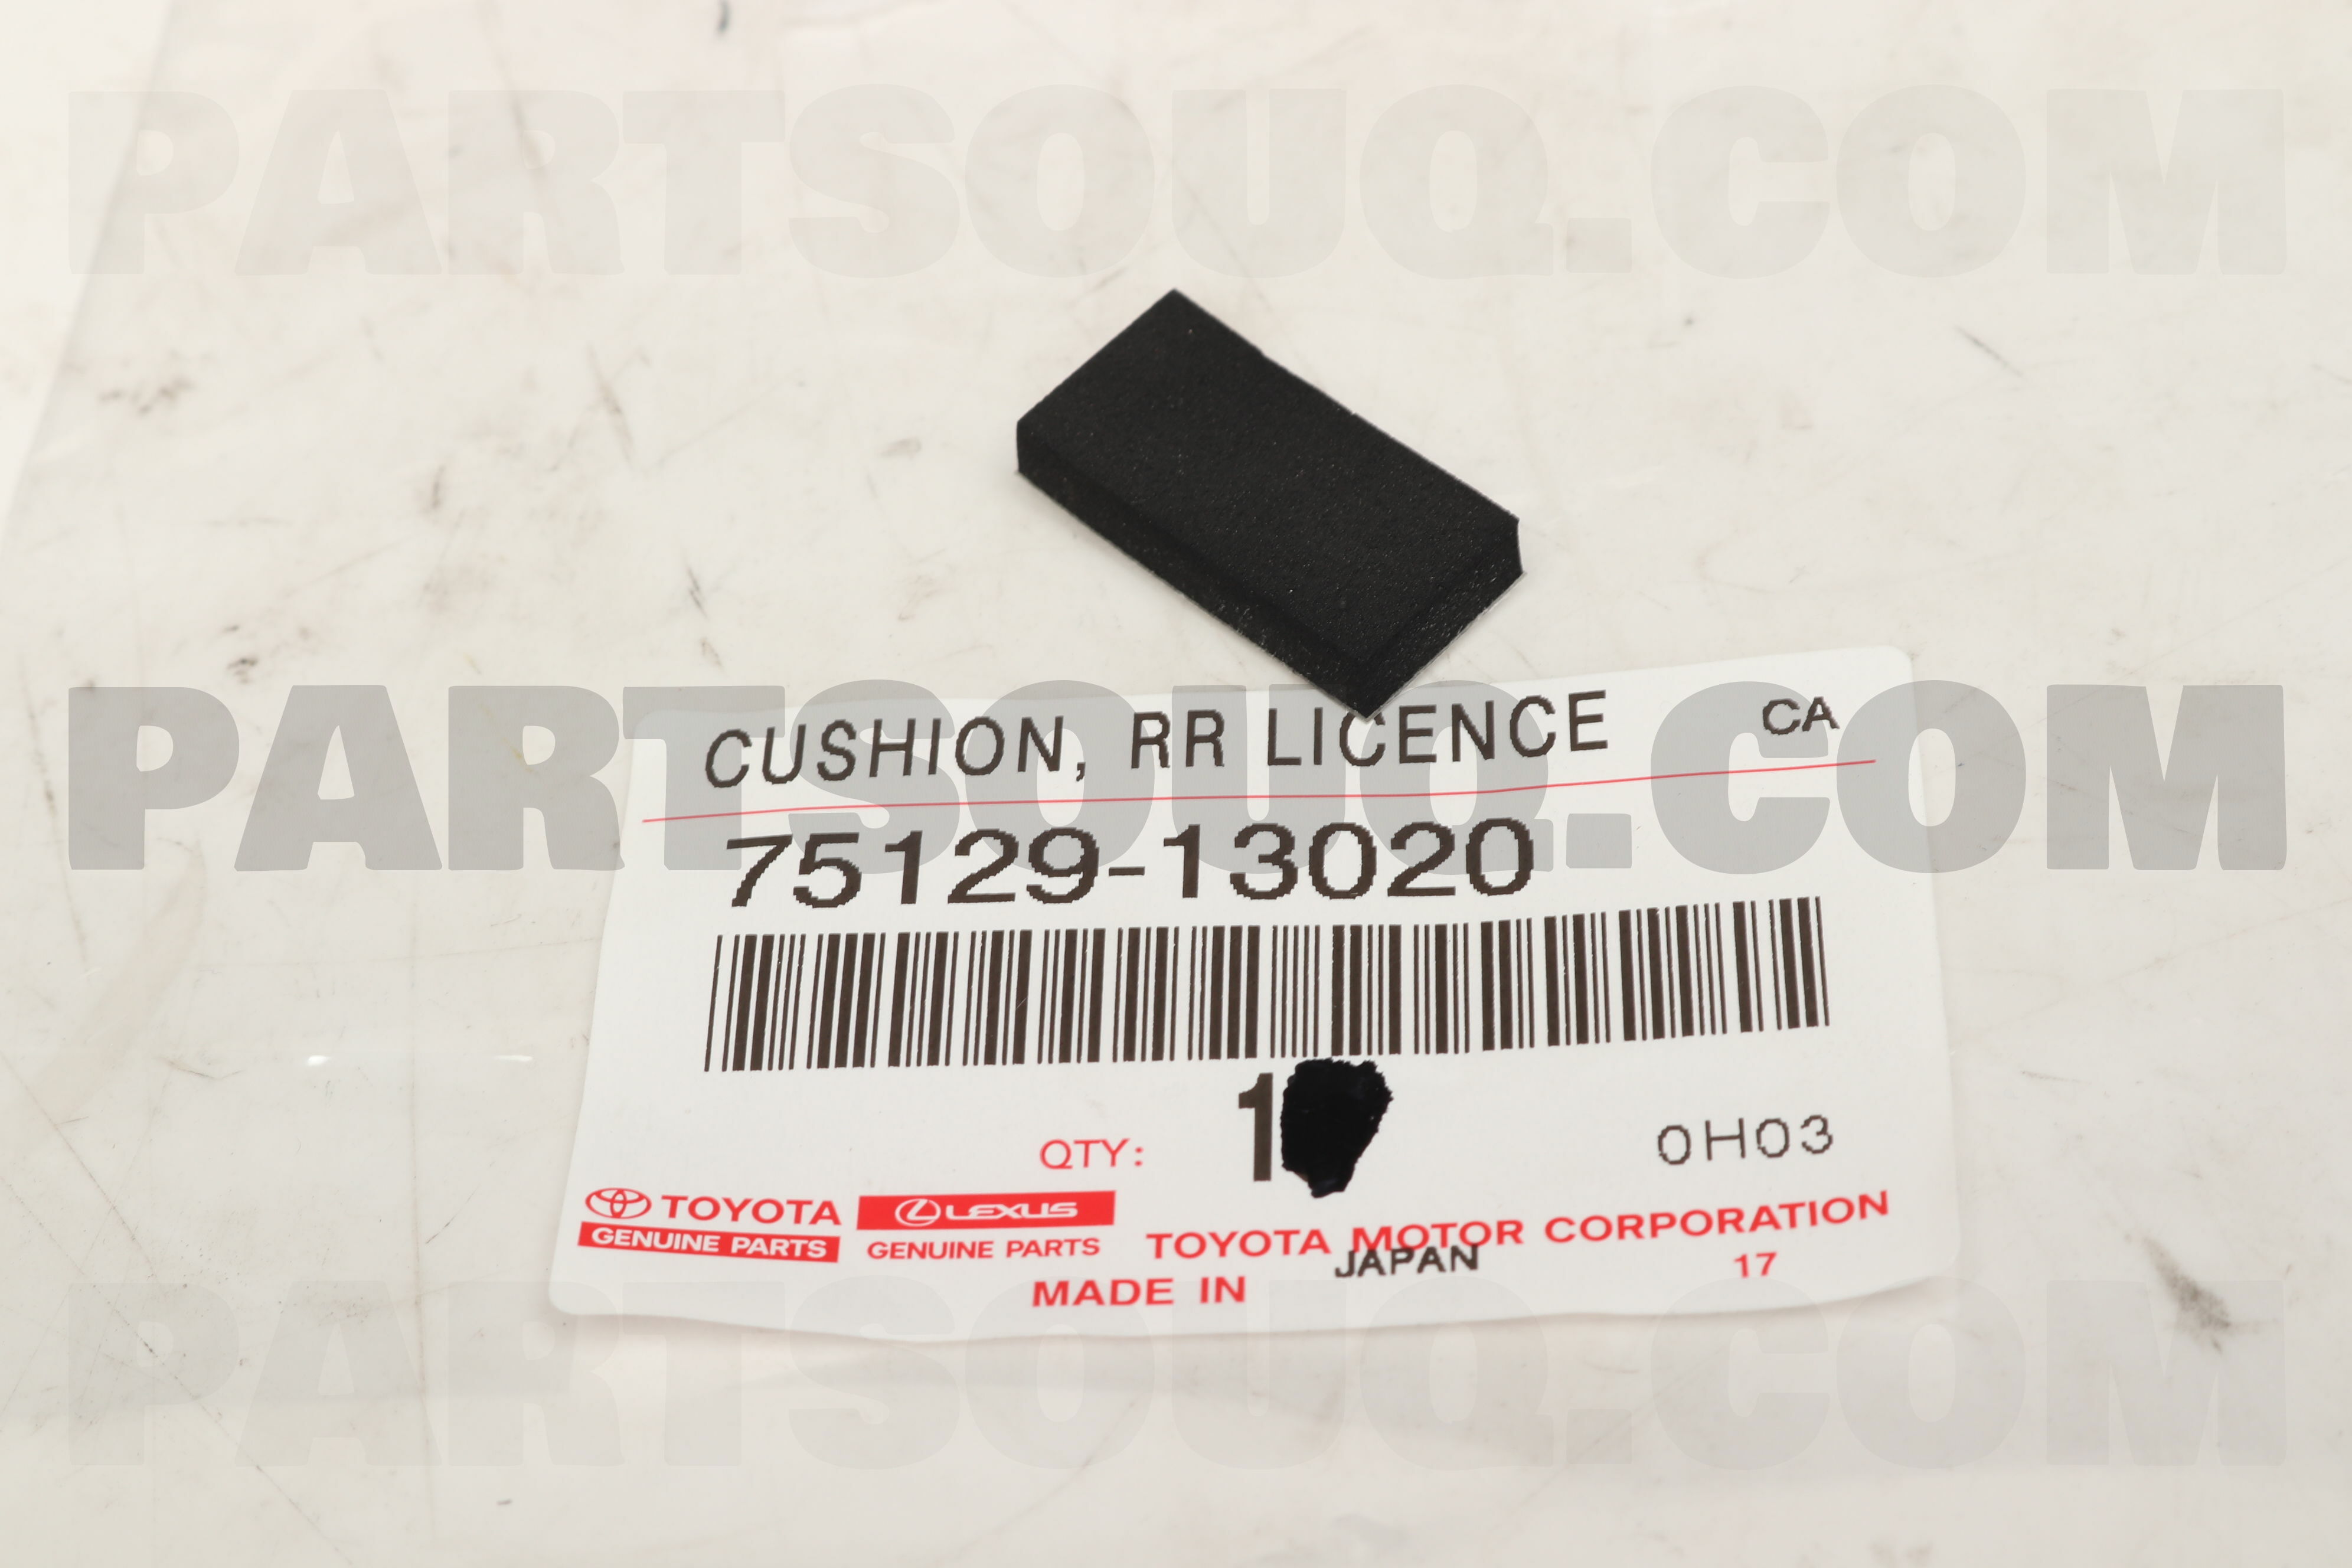 PARTSOUQ.COM
CUSHION, RR LICENCE CA
PARTSOUQ.COM
75129-13020
QTY: 1 0H03
TOYOTA GENUINE PARTS
LEXUS GENUINE PARTS
TOYOTA MOTOR CORPORATION
MADE IN JAPAN 17
PARTSOUQ.COM